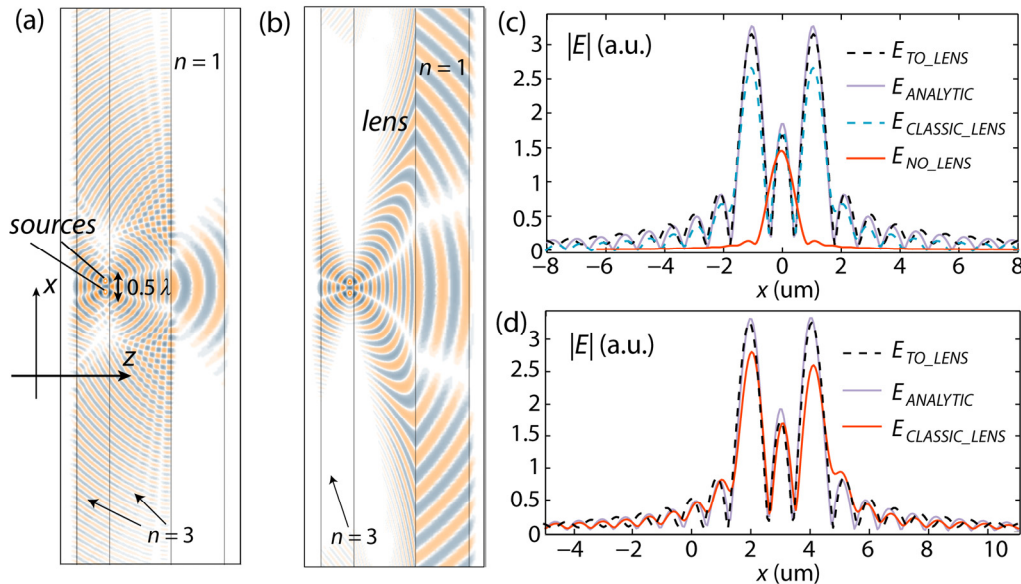 (a)
n = 1
sources
x
0.5 λ
z
n = 3
(b)
n = 1
lens
n = 3
(c)
|E| (a.u.)
3
2.5
2
1.5
1
0.5
0
E_TO_LENS
E_ANALYTIC
E_CLASSIC_LENS
E_NO_LENS
−8 −6 −4 −2 0 2 4 6 8
x (um)
(d)
|E| (a.u.)
3
2.5
2
1.5
1
0.5
E_TO_LENS
E_ANALYTIC
E_CLASSIC_LENS
−4 −2 0 2 4 6 8 10
x (um)